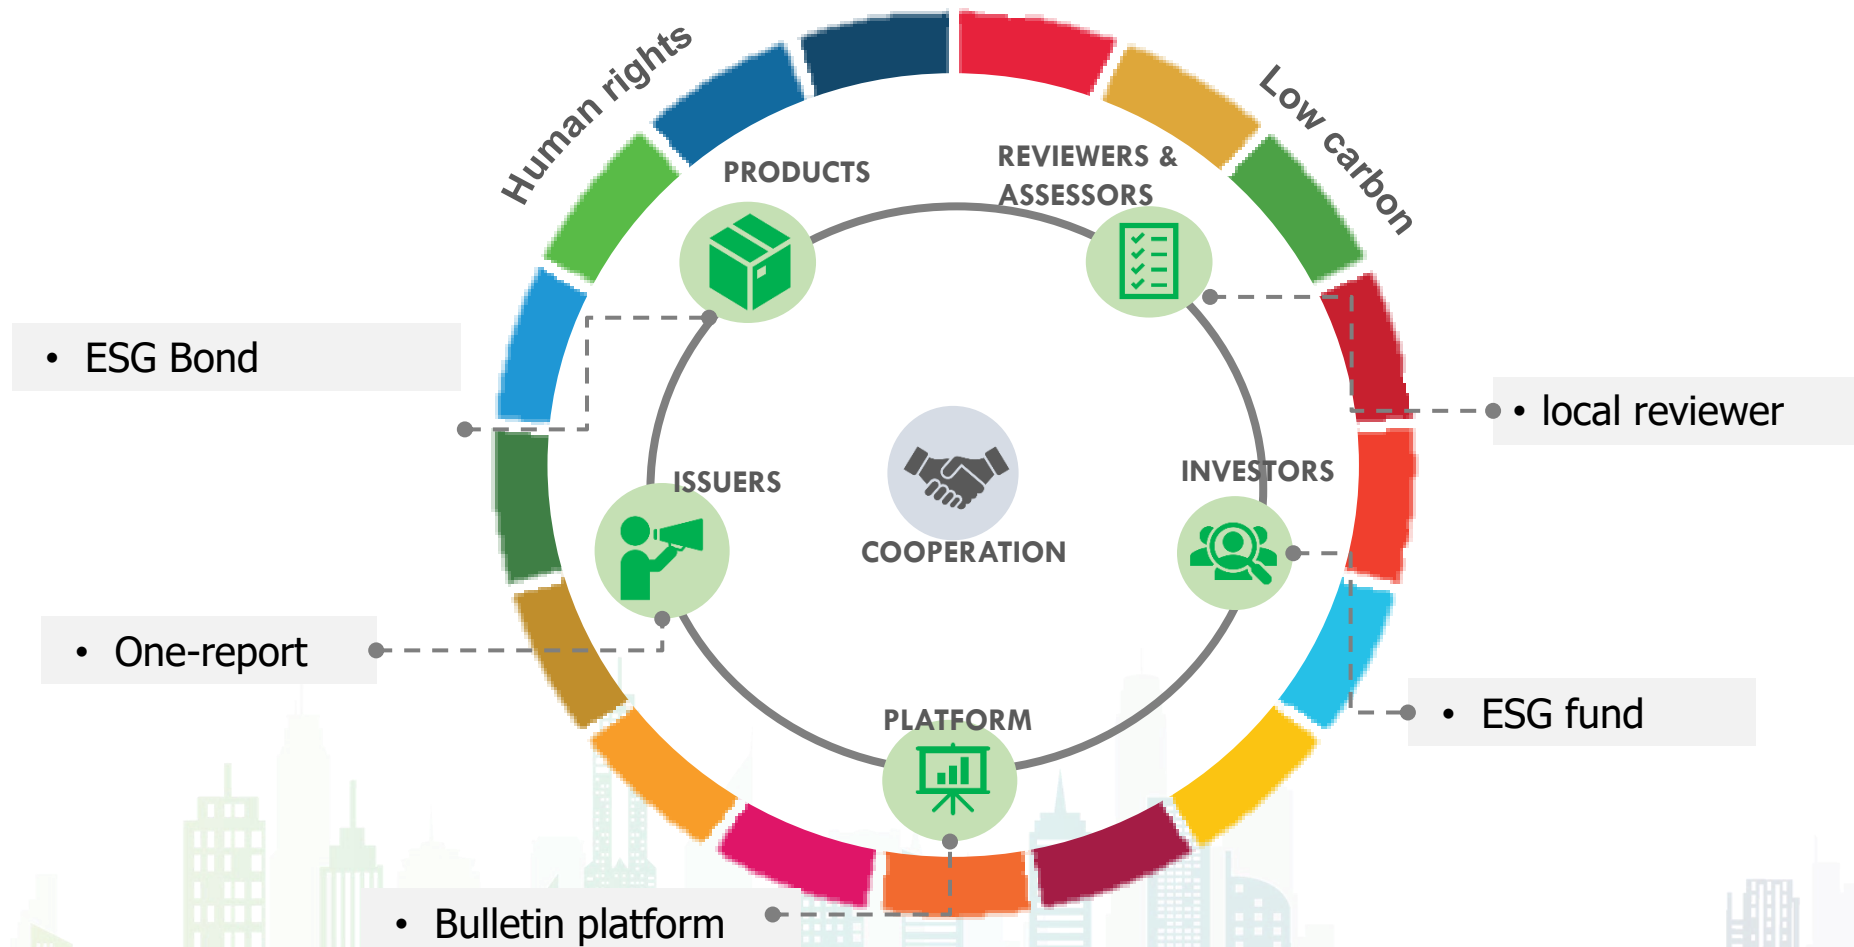 Human rights
Low carbon
PRODUCTS
REVIEWERS &
ASSESSORS
• ESG Bond
• local reviewer
ISSUERS
INVESTORS
COOPERATION
• One-report
PLATFORM
• ESG fund
• Bulletin platform